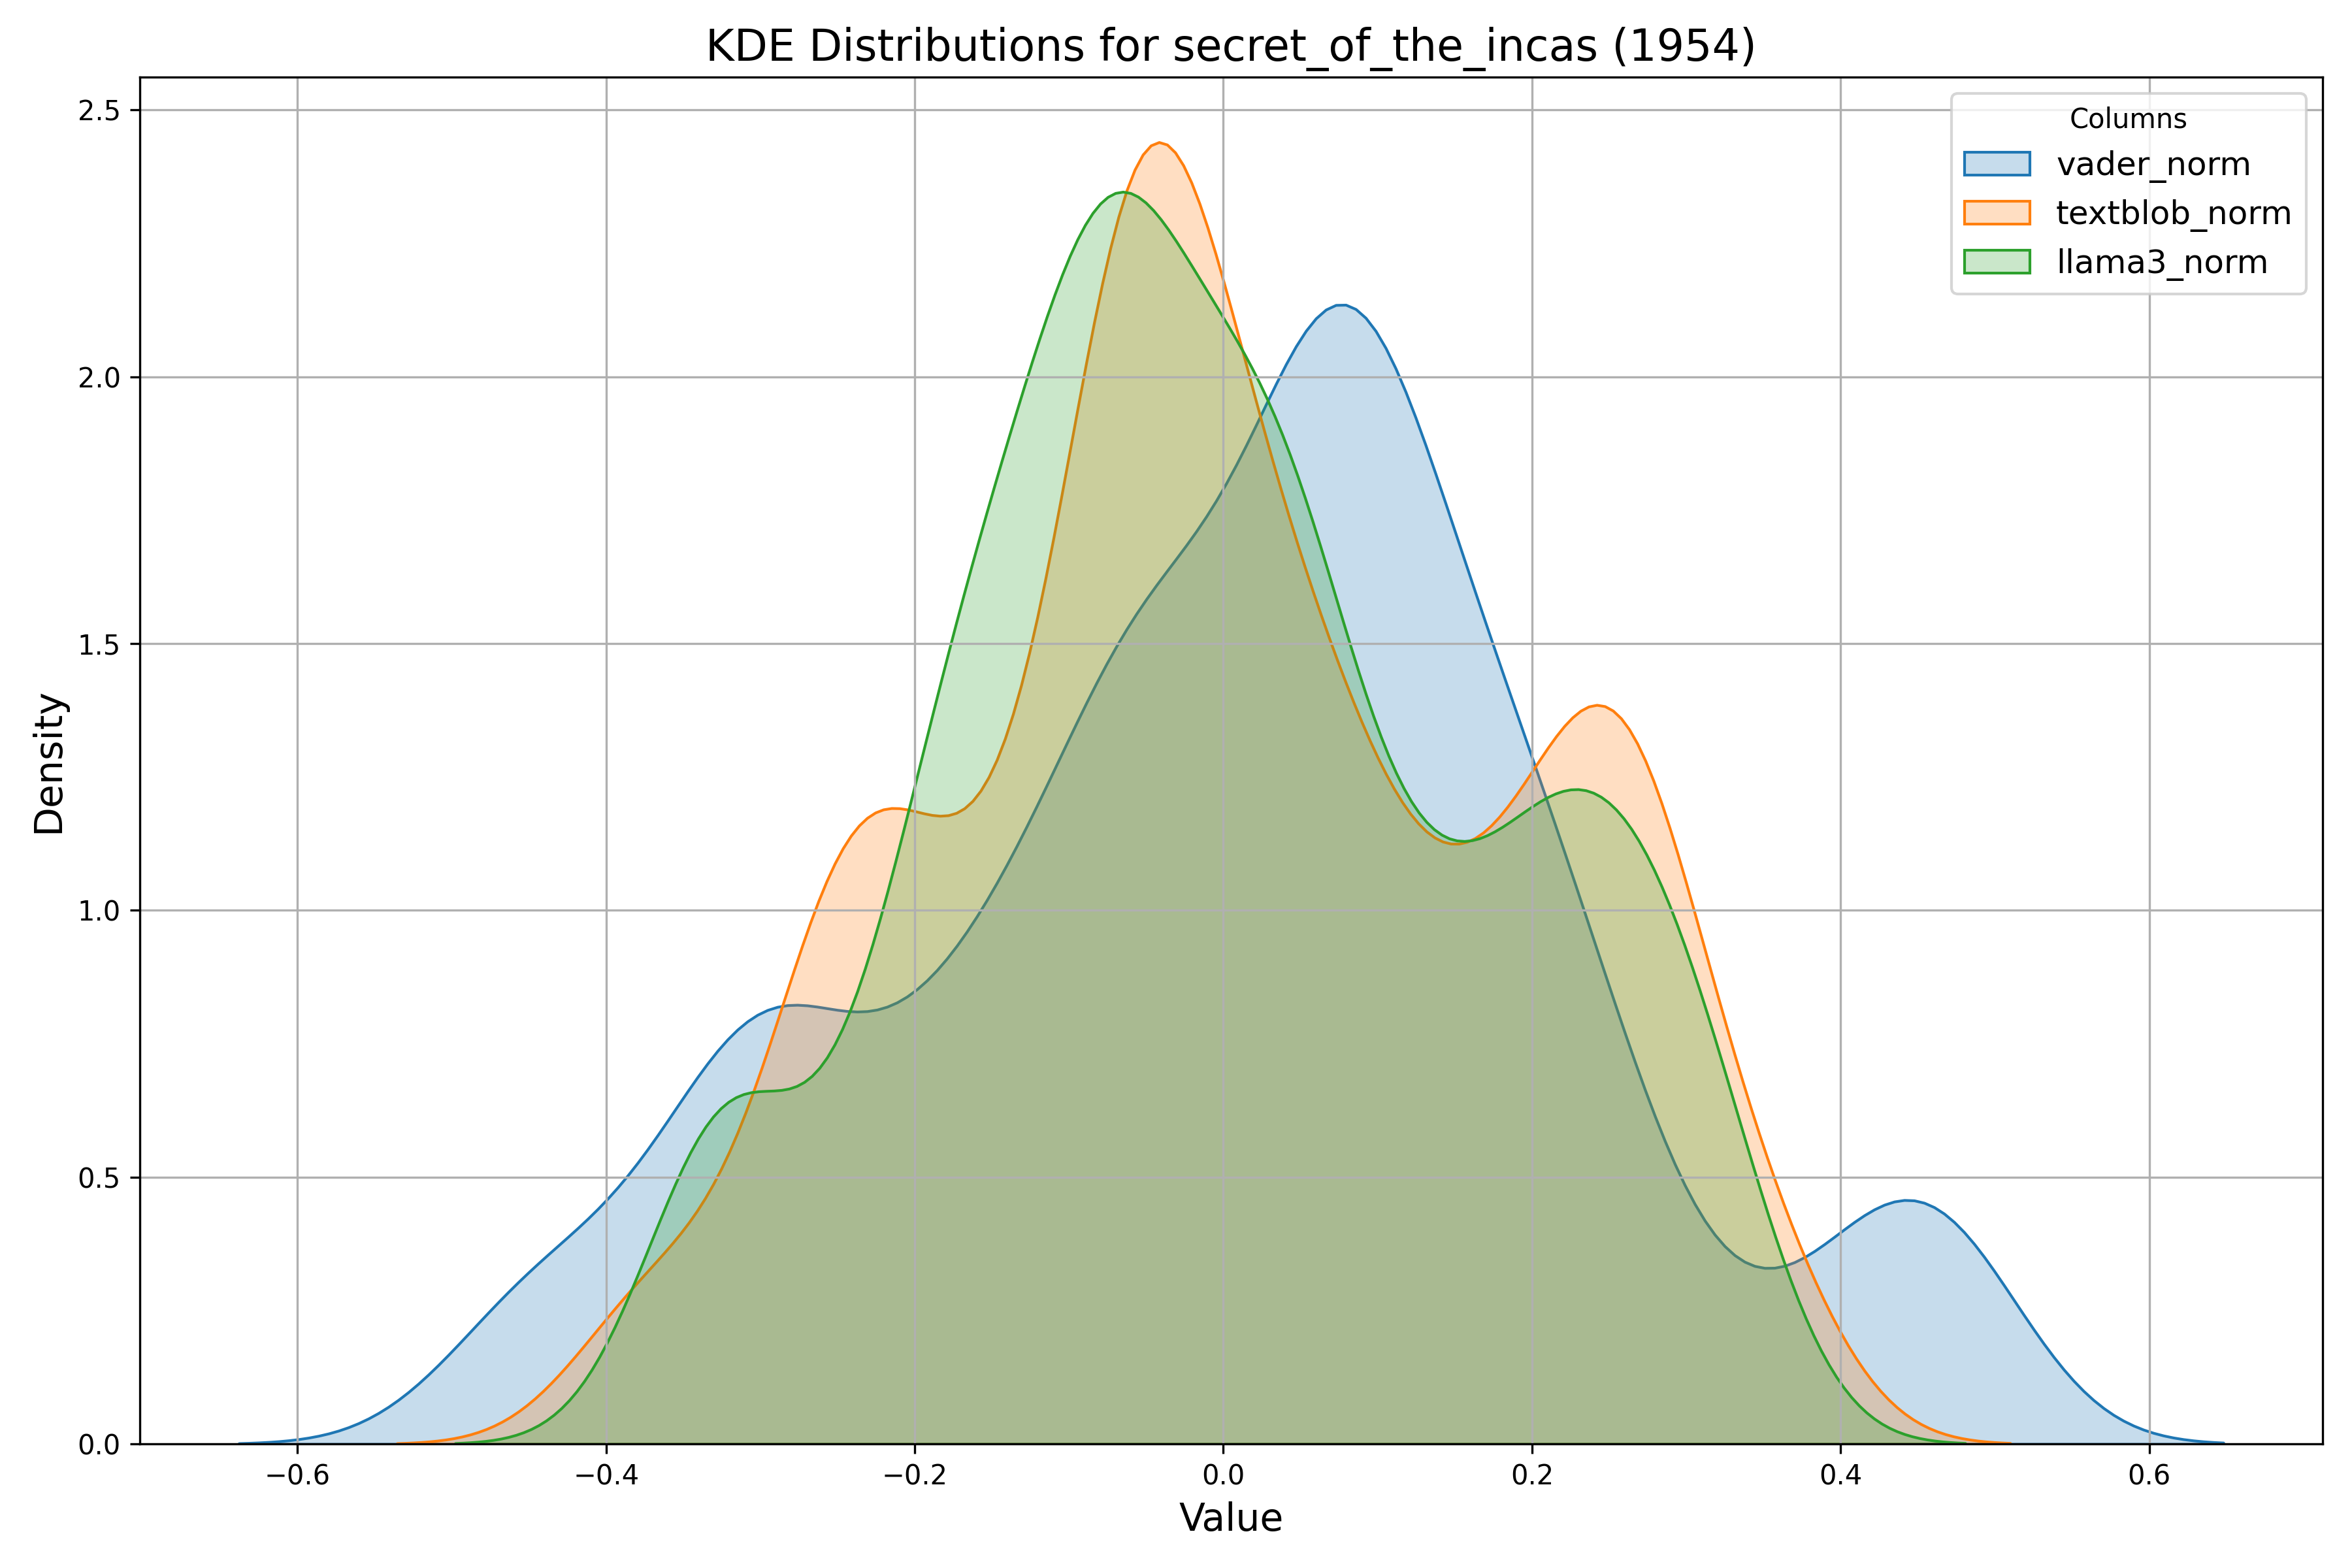 KDE Distributions for secret_of_the_incas (1954)
Columns
vader_norm
textblob_norm
llama3_norm
Density
2.5
2.0
1.5
1.0
0.5
0.0
−0.6 −0.4 −0.2 0.0 0.2 0.4 0.6
Value